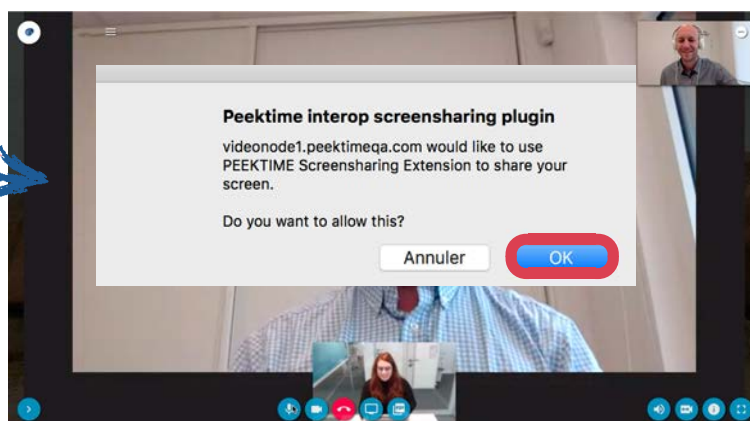 Peektime interop screensharing plugin
videonode1.peektimeqa.com would like to use
PEEKTIME Screensharing Extension to share your
screen.
Do you want to allow this?
Annuler
OK